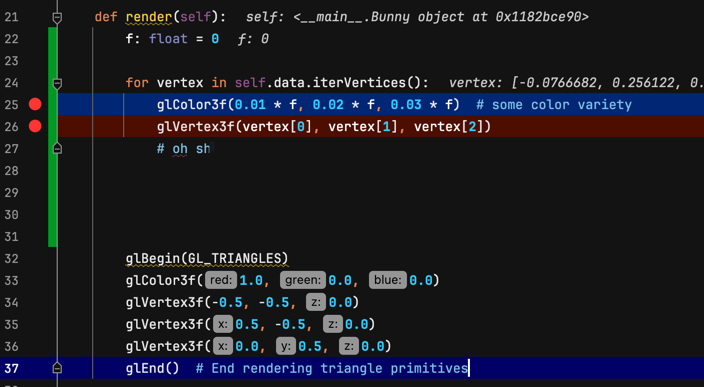 21 def render(self): self: <__main__.Bunny object at 0x1182bce90>
22 f: float = 0 f: 0
23
24 for vertex in self.data.iterVertices(): vertex: [-0.0766682, 0.256122, 0.
25 glColor3f(0.01 * f, 0.02 * f, 0.03 * f) # some color variety
26 glVertex3f(vertex[0], vertex[1], vertex[2])
27 # oh sh
28
29
30
31
32 glBegin(GL_TRIANGLES)
33 glColor3f(red: 1.0, green: 0.0, blue: 0.0)
34 glVertex3f(-0.5, -0.5, z: 0.0)
35 glVertex3f(x: 0.5, -0.5, z: 0.0)
36 glVertex3f(x: 0.0, y: 0.5, z: 0.0)
37 glEnd() # End rendering triangle primitives